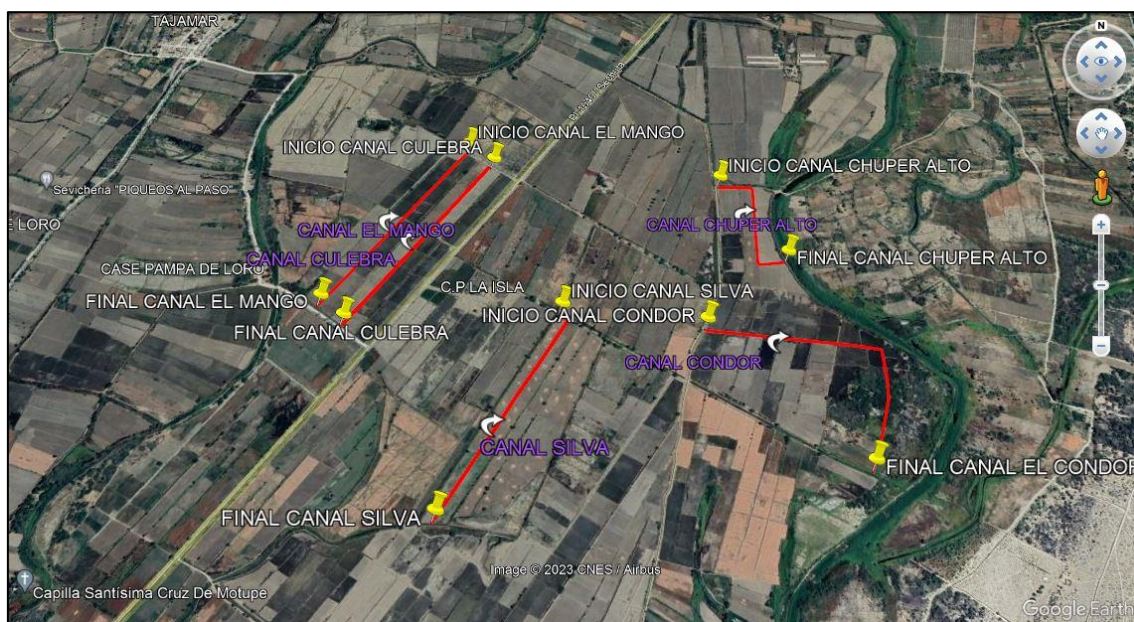 TAJAMAR
N
INICIO CANAL EL MANGO
INICIO CANAL CULEBRA
INICIO CANAL CHUPER ALTO
Sevicheria "PIQUEOS AL PASO"
E LORO
CANAL EL MANGO
CANAL CHUPER ALTO
CANAL CULEBRA
CASE PAMPA DE LORO
FINAL CANAL CHUPER ALTO
C.P LA ISLA
INICIO CANAL SILVA
FINAL CANAL EL MANGO
INICIO CANAL CONDOR
FINAL CANAL CULEBRA
CANAL CONDOR
CANAL SILVA
FINAL CANAL EL CONDOR
FINAL CANAL SILVA
Image © 2023 CNES / Airbus
Capilla Santísima Cruz De Motupe
Google Earth